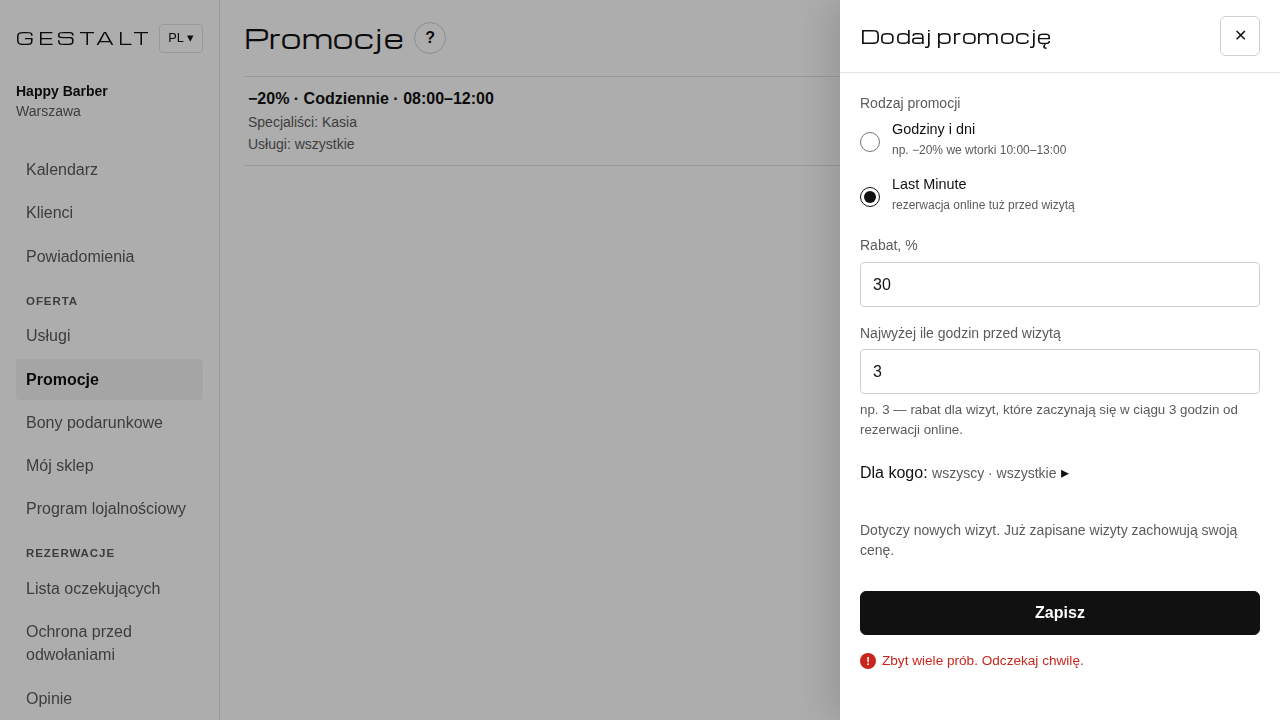 GESTALT
PL ▾
Happy Barber
Warszawa
Kalendarz
Klienci
Powiadomienia
OFERTA
Usługi
Promocje
Bony podarunkowe
Mój sklep
Program lojalnościowy
REZERWACJE
Lista oczekujących
Ochrona przed
odwołaniami
Opinie
Promocje ?
−20% · Codziennie · 08:00–12:00
Specjaliści: Kasia
Usługi: wszystkie
Dodaj promocję
✕
Rodzaj promocji
Godziny i dni
np. −20% we wtorki 10:00–13:00
Last Minute
rezerwacja online tuż przed wizytą
Rabat, %
30
Najwyżej ile godzin przed wizytą
3
np. 3 — rabat dla wizyt, które zaczynają się w ciągu 3 godzin od
rezerwacji online.
Dla kogo: wszyscy · wszystkie ▸
Dotyczy nowych wizyt. Już zapisane wizyty zachowują swoją
cenę.
Zapisz
! Zbyt wiele prób. Odczekaj chwilę.